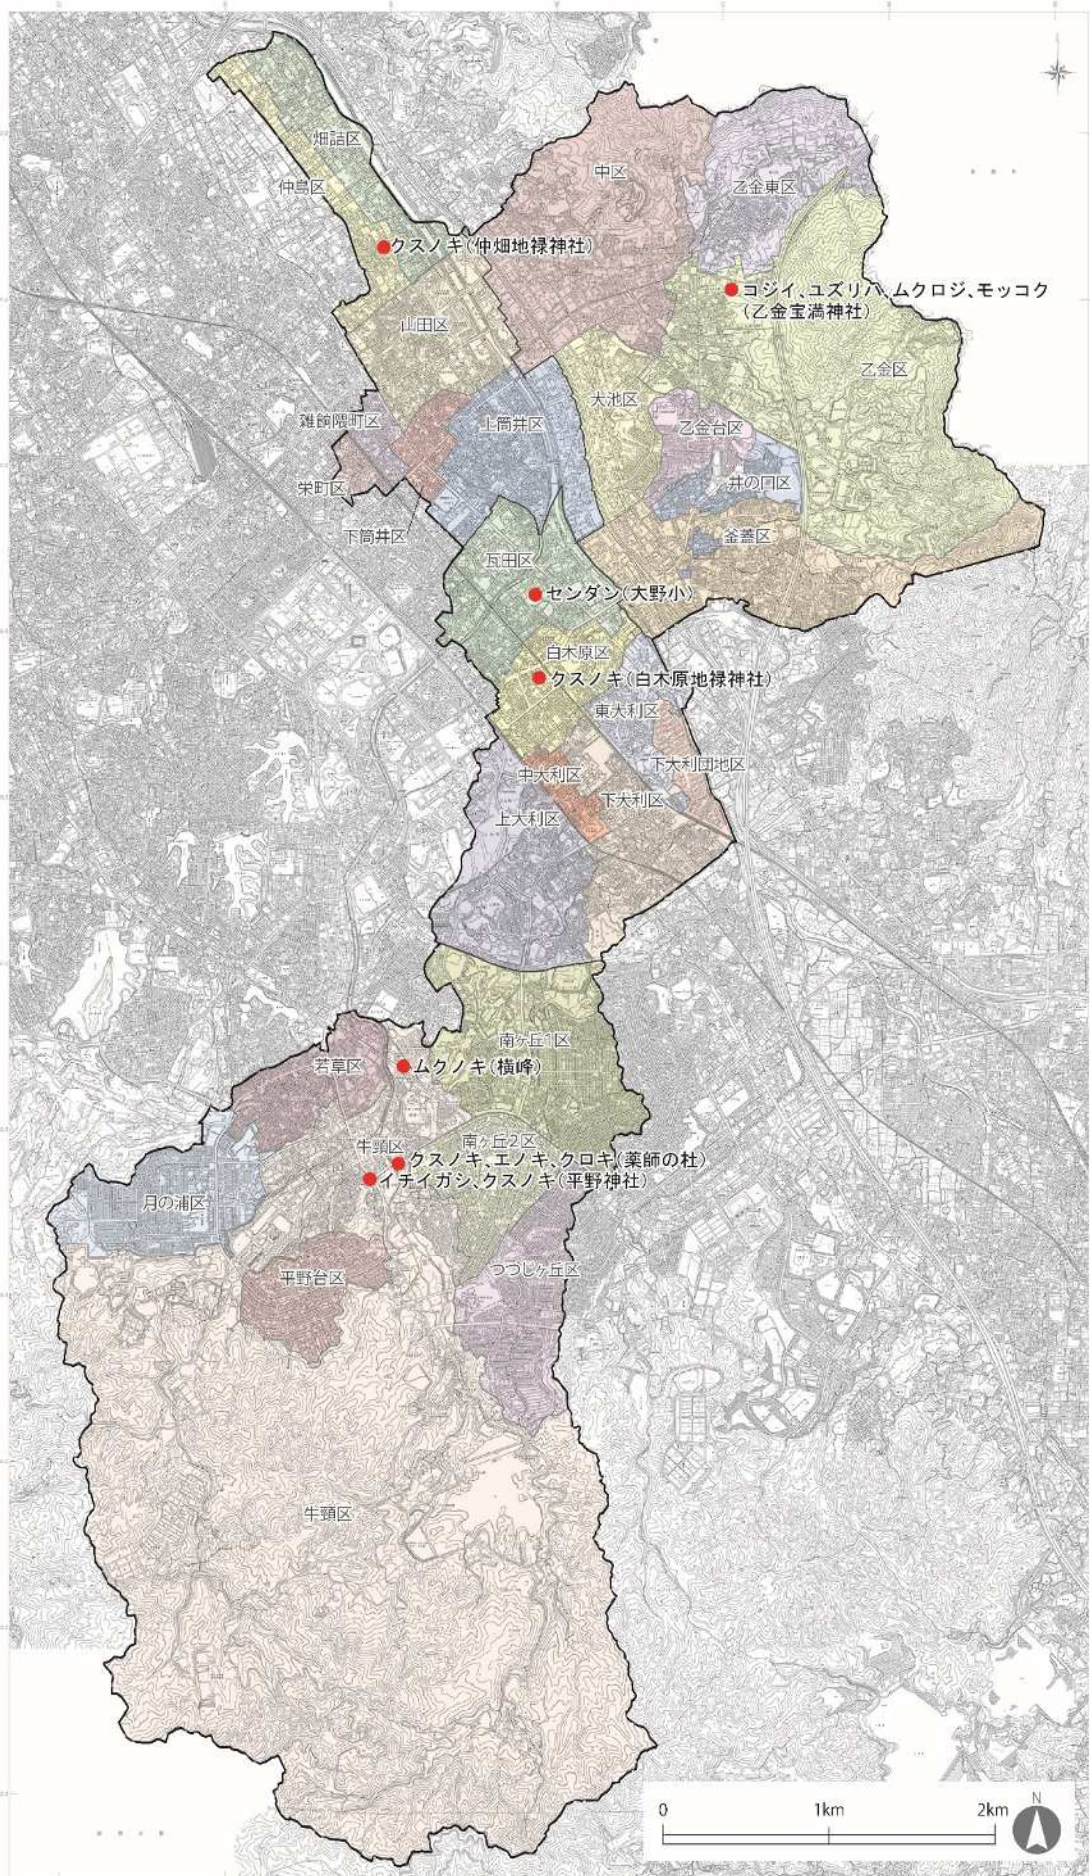 畑詰区
中区
仲島区
乙金東区
クスノキ(仲畑地禄神社)
コジイ、ユズリハ、ムクロジ、モッコク
(乙金宝満神社)
山田区
乙金区
大池区
雑餉隈町区
上筒井区
乙金台区
井の口区
栄町区
下筒井区
釜蓋区
瓦田区
センダン(大野小)
白木原区
クスノキ(白木原地禄神社)
東大利区
下大利団地区
中大利区
下大利区
上大利区
南ヶ丘1区
若草区
ムクノキ(横峰)
南ヶ丘2区
牛頸区
クスノキ、エノキ、クロキ(薬師の杜)
イチイガシ、クスノキ(平野神社)
月の浦区
つつじヶ丘区
平野台区
牛頸区
0 1km 2km N